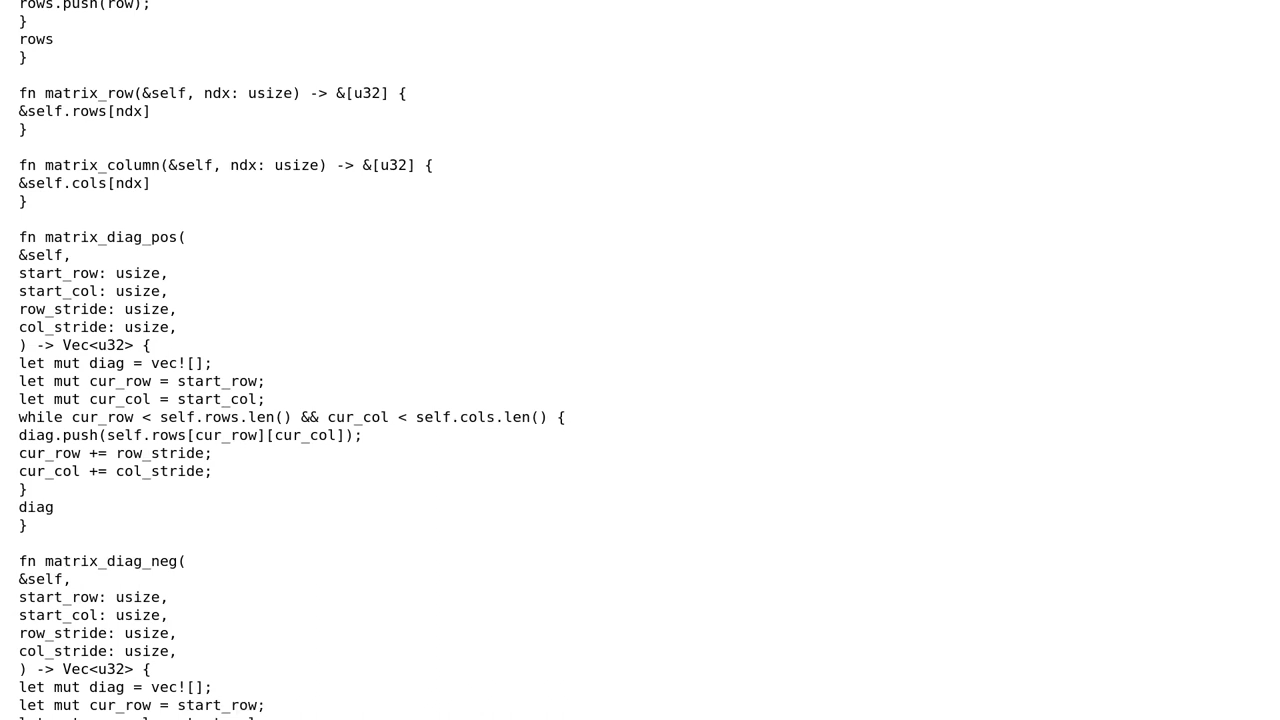 rows.push(row);
}
rows
}

fn matrix_row(&self, ndx: usize) -> &[u32] {
&self.rows[ndx]
}

fn matrix_column(&self, ndx: usize) -> &[u32] {
&self.cols[ndx]
}

fn matrix_diag_pos(
&self,
start_row: usize,
start_col: usize,
row_stride: usize,
col_stride: usize,
) -> Vec<u32> {
let mut diag = vec![];
let mut cur_row = start_row;
let mut cur_col = start_col;
while cur_row < self.rows.len() && cur_col < self.cols.len() {
diag.push(self.rows[cur_row][cur_col]);
cur_row += row_stride;
cur_col += col_stride;
}
diag
}

fn matrix_diag_neg(
&self,
start_row: usize,
start_col: usize,
row_stride: usize,
col_stride: usize,
) -> Vec<u32> {
let mut diag = vec![];
let mut cur_row = start_row;